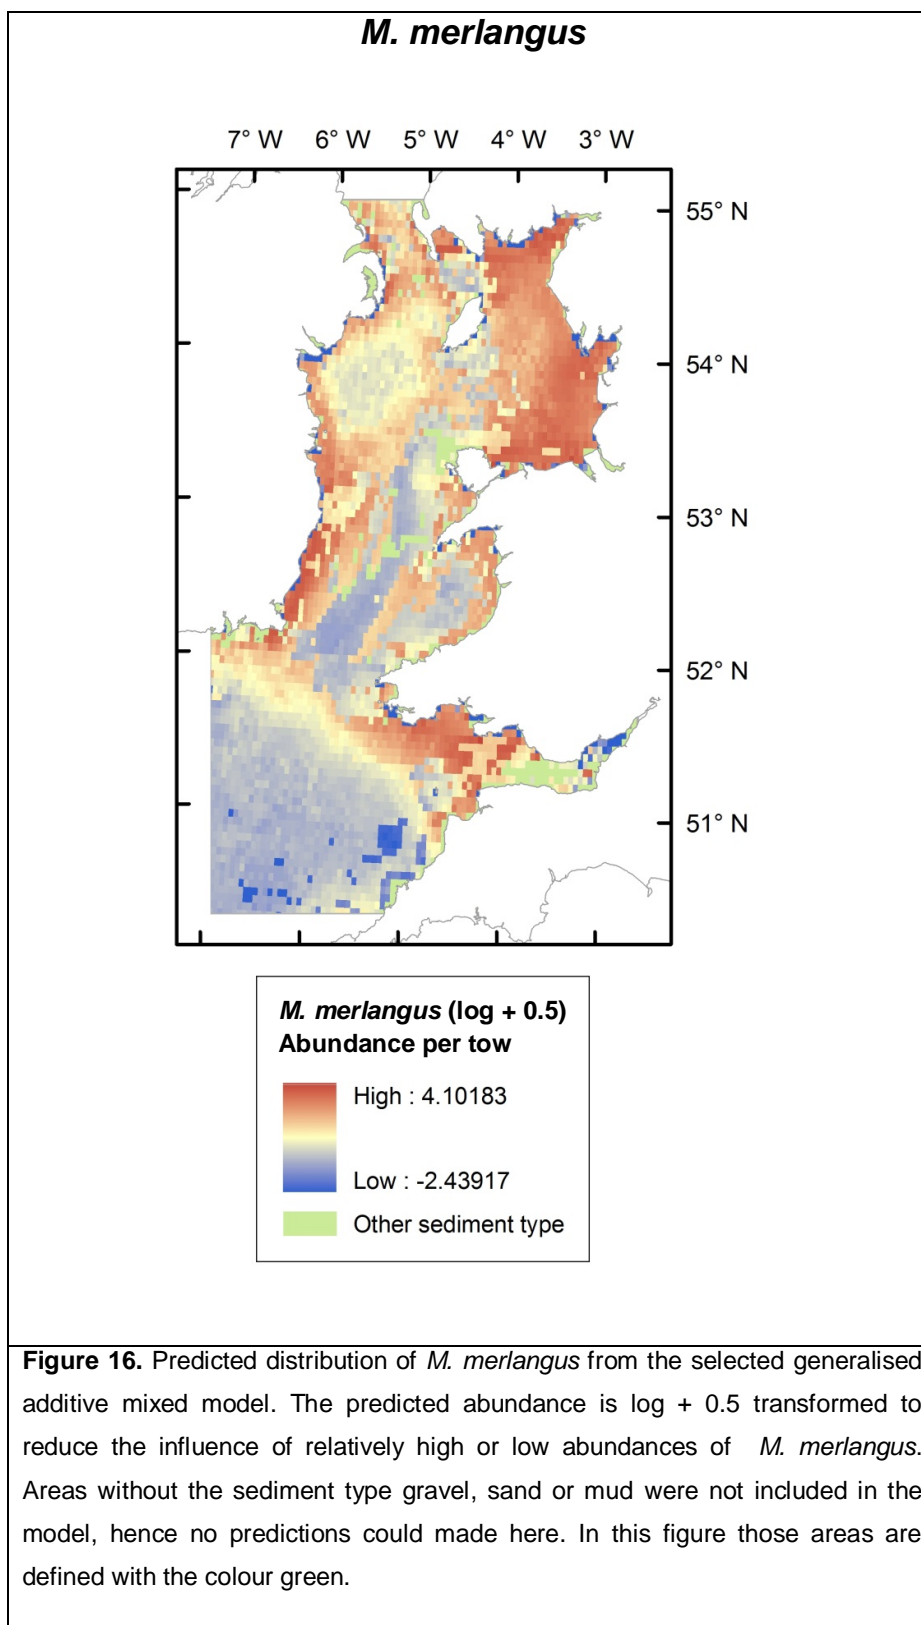 M. merlangus
7° W 6° W 5° W 4° W 3° W
55° N
54° N
53° N
52° N
51° N
M. merlangus (log + 0.5)
Abundance per tow
High : 4.10183
Low : -2.43917
Other sediment type
Figure 16. Predicted distribution of M. merlangus from the selected generalised
additive mixed model. The predicted abundance is log + 0.5 transformed to
reduce the influence of relatively high or low abundances of M. merlangus.
Areas without the sediment type gravel, sand or mud were not included in the
model, hence no predictions could made here. In this figure those areas are
defined with the colour green.